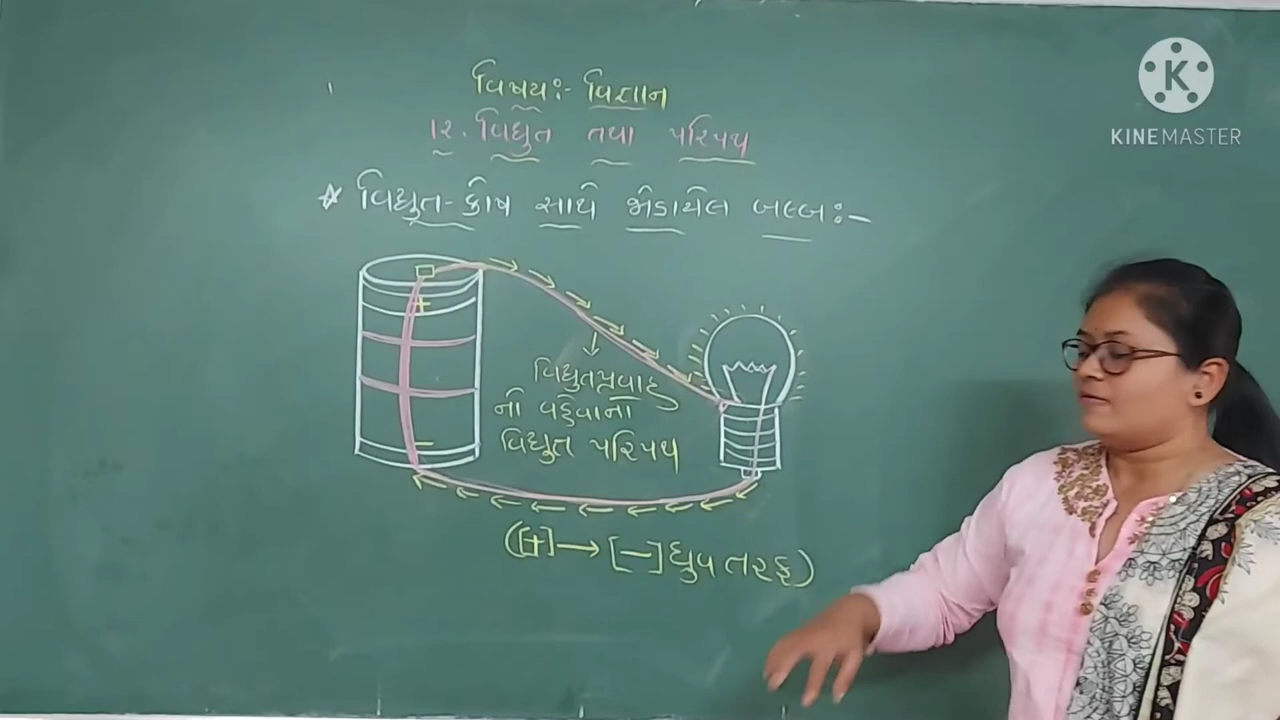 વિષય:- વિજ્ઞાન
૧૨. વિદ્યુત તથા પરિપથ
વિદ્યુત-કોષ સાથે જોડાયેલ બલ્બ:-
+
વિદ્યુતપ્રવાહ
નો વહેવાનો
વિદ્યુત પરિપથ
−
([+]→[−] ધ્રુવ તરફ)
K
KINEMASTER